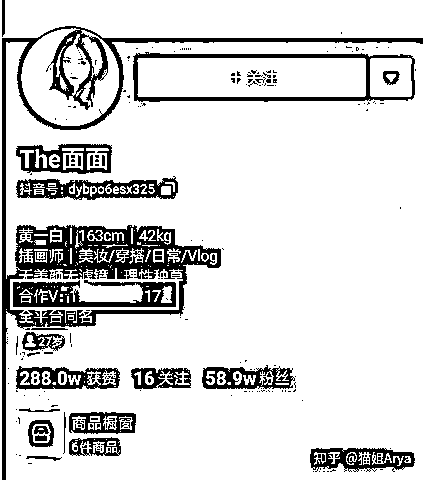 + 关注
The面面
抖音号: dybpo6esx325
黄一白 | 163cm | 42kg
插画师 | 美妆/穿搭/日常/Vlog
无美颜无滤镜 | 理性种草
合作V: 17
全平台同名
27岁
288.0w 获赞 16 关注 58.9w 粉丝
商品橱窗
6件商品
知乎 @猫姐Arya